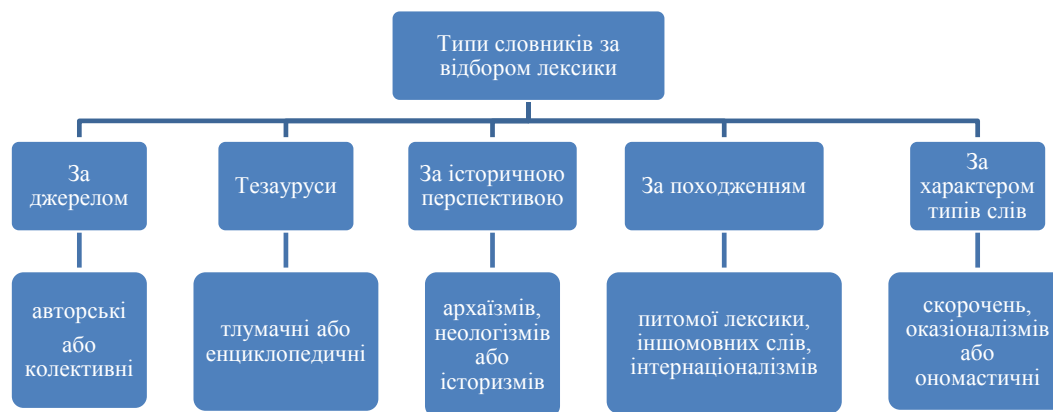 Типи словників за
відбором лексики
За
джерелом
Тезауруси
За історичною
перспективою
За походженням
За
характером
типів слів
авторські
або
колективні
тлумачні або
енциклопедичні
архаїзмів,
неологізмів
або
історизмів
питомої лексики,
іншомовних слів,
інтернаціоналізмів
скорочень,
оказіоналізмів
або
ономастичні